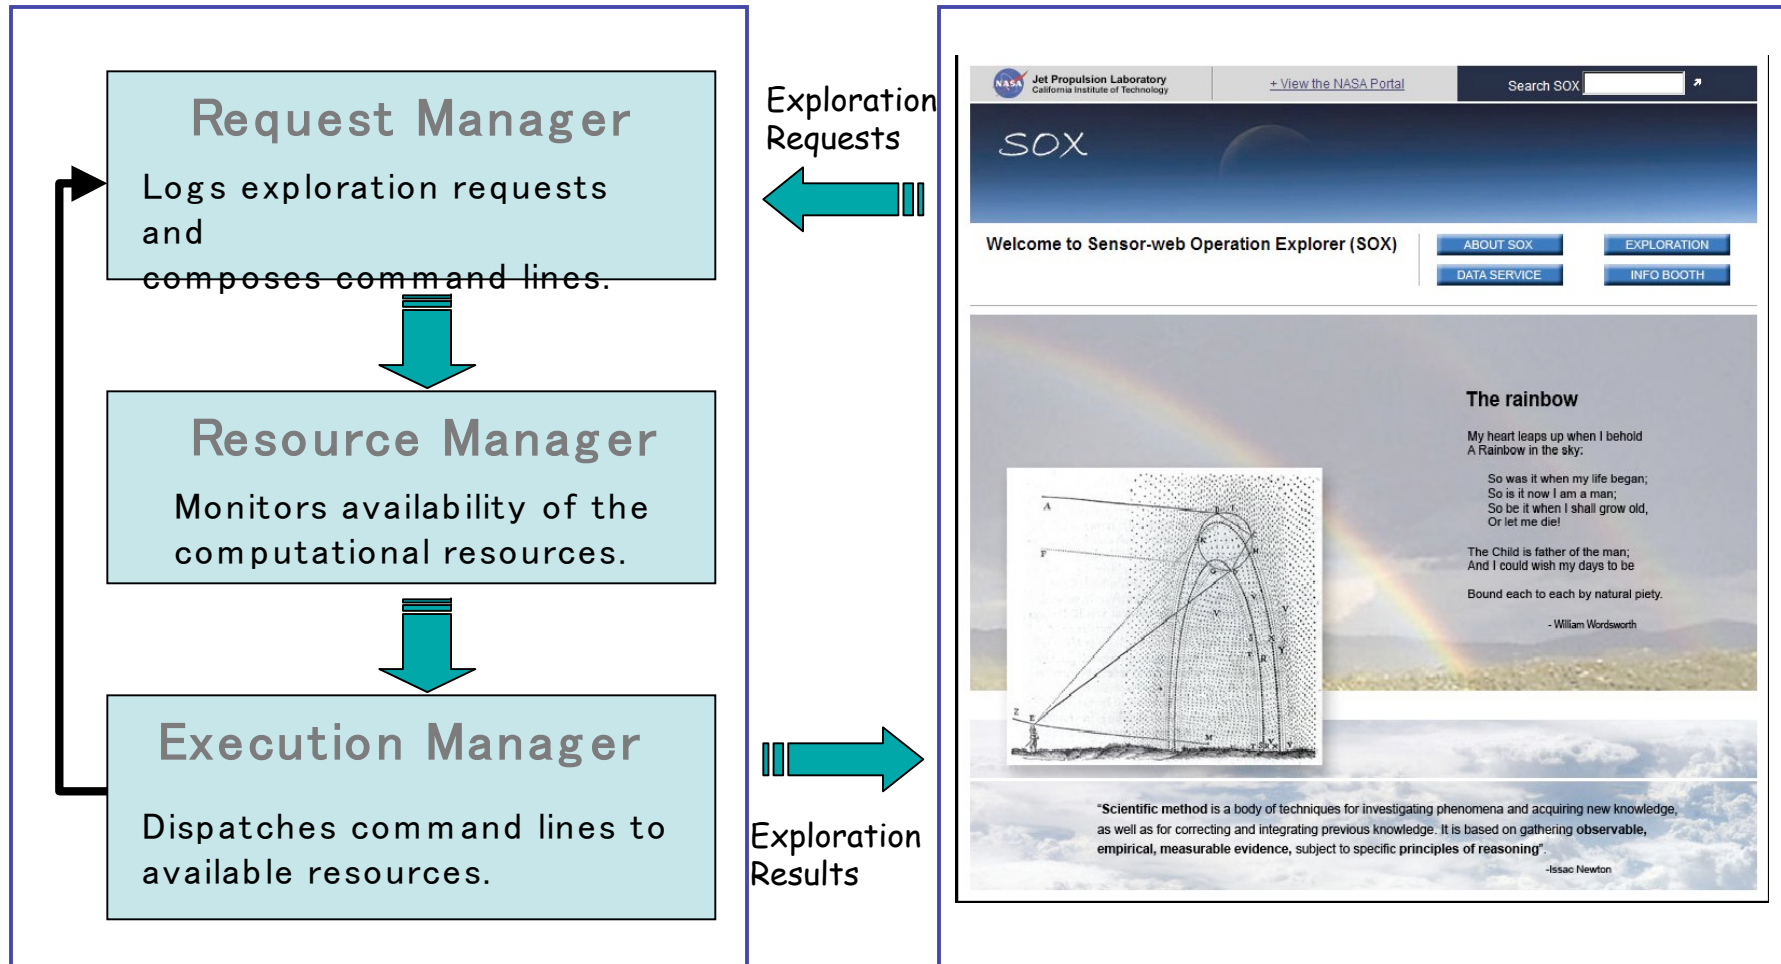 Request Manager
Logs exploration requests
and
composes command lines.
Resource Manager
Monitors availability of the
computational resources.
Execution Manager
Dispatches command lines to
available resources.
Exploration
Requests
Exploration
Results
NASA
Jet Propulsion Laboratory
California Institute of Technology
+ View the NASA Portal
Search SOX
SOX
Welcome to Sensor-web Operation Explorer (SOX)
ABOUT SOX
EXPLORATION
DATA SERVICE
INFO BOOTH
The rainbow
My heart leaps up when I behold
A Rainbow in the sky:
So was it when my life began;
So is it now I am a man;
So be it when I shall grow old,
Or let me die!
The Child is father of the man;
And I could wish my days to be
Bound each to each by natural piety.
- William Wordsworth
A
F
"Scientific method is a body of techniques for investigating phenomena and acquiring new knowledge,
as well as for correcting and integrating previous knowledge. It is based on gathering observable,
empirical, measurable evidence, subject to specific principles of reasoning".
-Issac Newton